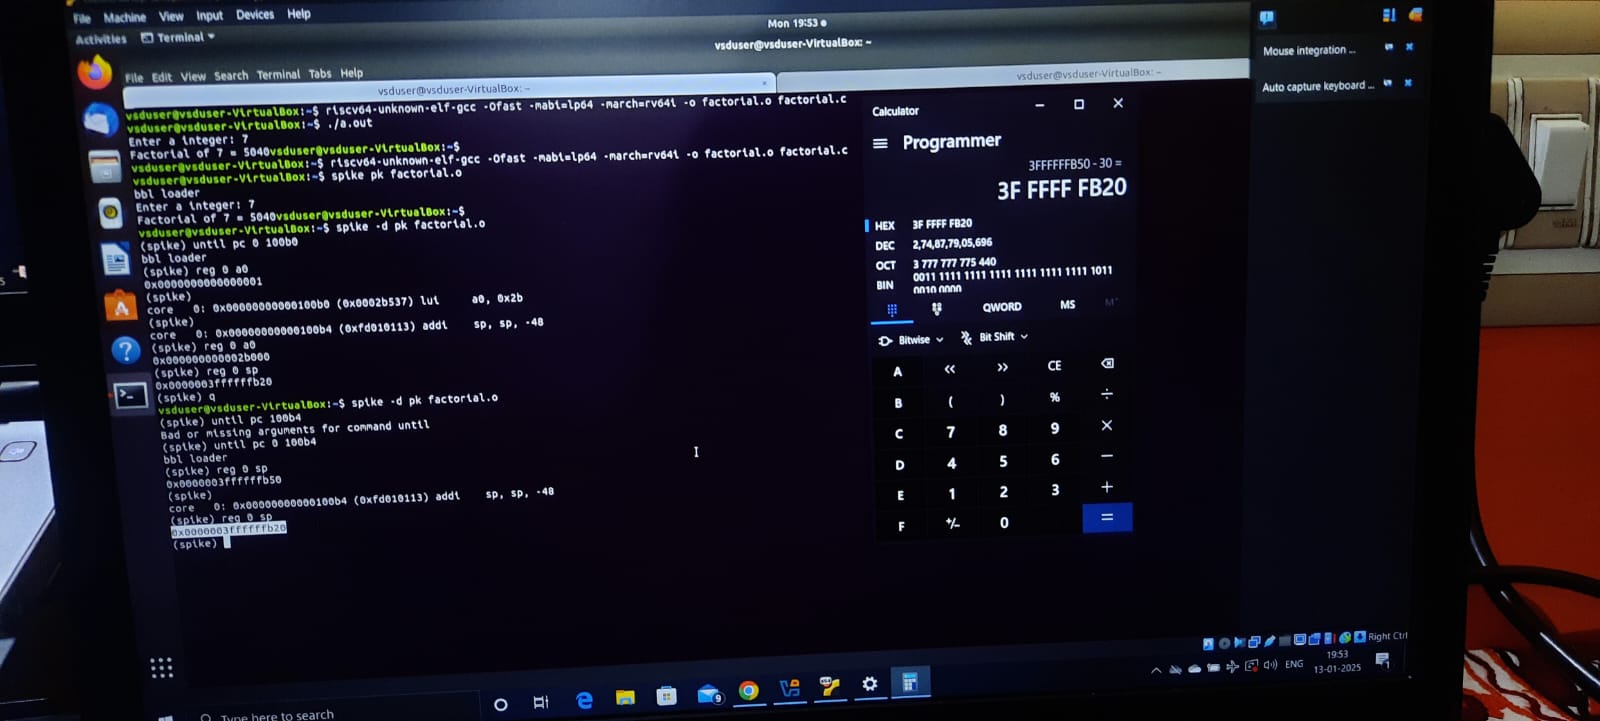 File Machine View Input Devices Help
Activities Terminal
Mon 19:53
vsduser@vsduser-VirtualBox: ~
File Edit View Search Terminal Tabs Help
vsduser@vsduser-VirtualBox: ~
vsduser@vsduser-VirtualBox: ~
vsduser@vsduser-VirtualBox:~$ riscv64-unknown-elf-gcc -Ofast -mabi=lp64 -march=rv64i -o factorial.o factorial.c
vsduser@vsduser-VirtualBox:~$ ./a.out
Enter a integer: 7
Factorial of 7 = 5040vsduser@vsduser-VirtualBox:~$
vsduser@vsduser-VirtualBox:~$ riscv64-unknown-elf-gcc -Ofast -mabi=lp64 -march=rv64i -o factorial.o factorial.c
vsduser@vsduser-VirtualBox:~$ spike pk factorial.o
bbl loader
Enter a integer: 7
Factorial of 7 = 5040vsduser@vsduser-VirtualBox:~$
vsduser@vsduser-VirtualBox:~$ spike -d pk factorial.o
(spike) until pc 0 100b0
bbl loader
(spike) reg 0 a0
0x0000000000000001
(spike)
core   0: 0x00000000000100b0 (0x0002b537) lui     a0, 0x2b
(spike)
core   0: 0x00000000000100b4 (0xfd010113) addi    sp, sp, -48
(spike) reg 0 a0
0x000000000002b000
(spike) reg 0 sp
0x0000003ffffffb20
(spike) q
vsduser@vsduser-VirtualBox:~$ spike -d pk factorial.o
(spike) until pc 100b4
Bad or missing arguments for command until
(spike) until pc 0 100b4
bbl loader
(spike) reg 0 sp
0x0000003ffffffb50
(spike)
core   0: 0x00000000000100b4 (0xfd010113) addi    sp, sp, -48
(spike) reg 0 sp
0x0000003ffffffb20
(spike)
Calculator
Programmer
3FFFFFFB50 - 30 =
3F FFFF FB20
HEX 3F FFFF FB20
DEC 2,74,87,79,05,696
OCT 3 777 777 775 440
BIN 0011 1111 1111 1111 1111 1111 1111 1011
0010 0000
QWORD MS
Bitwise Bit Shift
A << >> CE
B ( ) % ÷
C 7 8 9 ×
D 4 5 6 −
E 1 2 3 +
F +/- 0 =
Mouse integration ...
Auto capture keyboard ...
Right Ctrl
Type here to search
9
ENG
19:53
13-01-2025
1